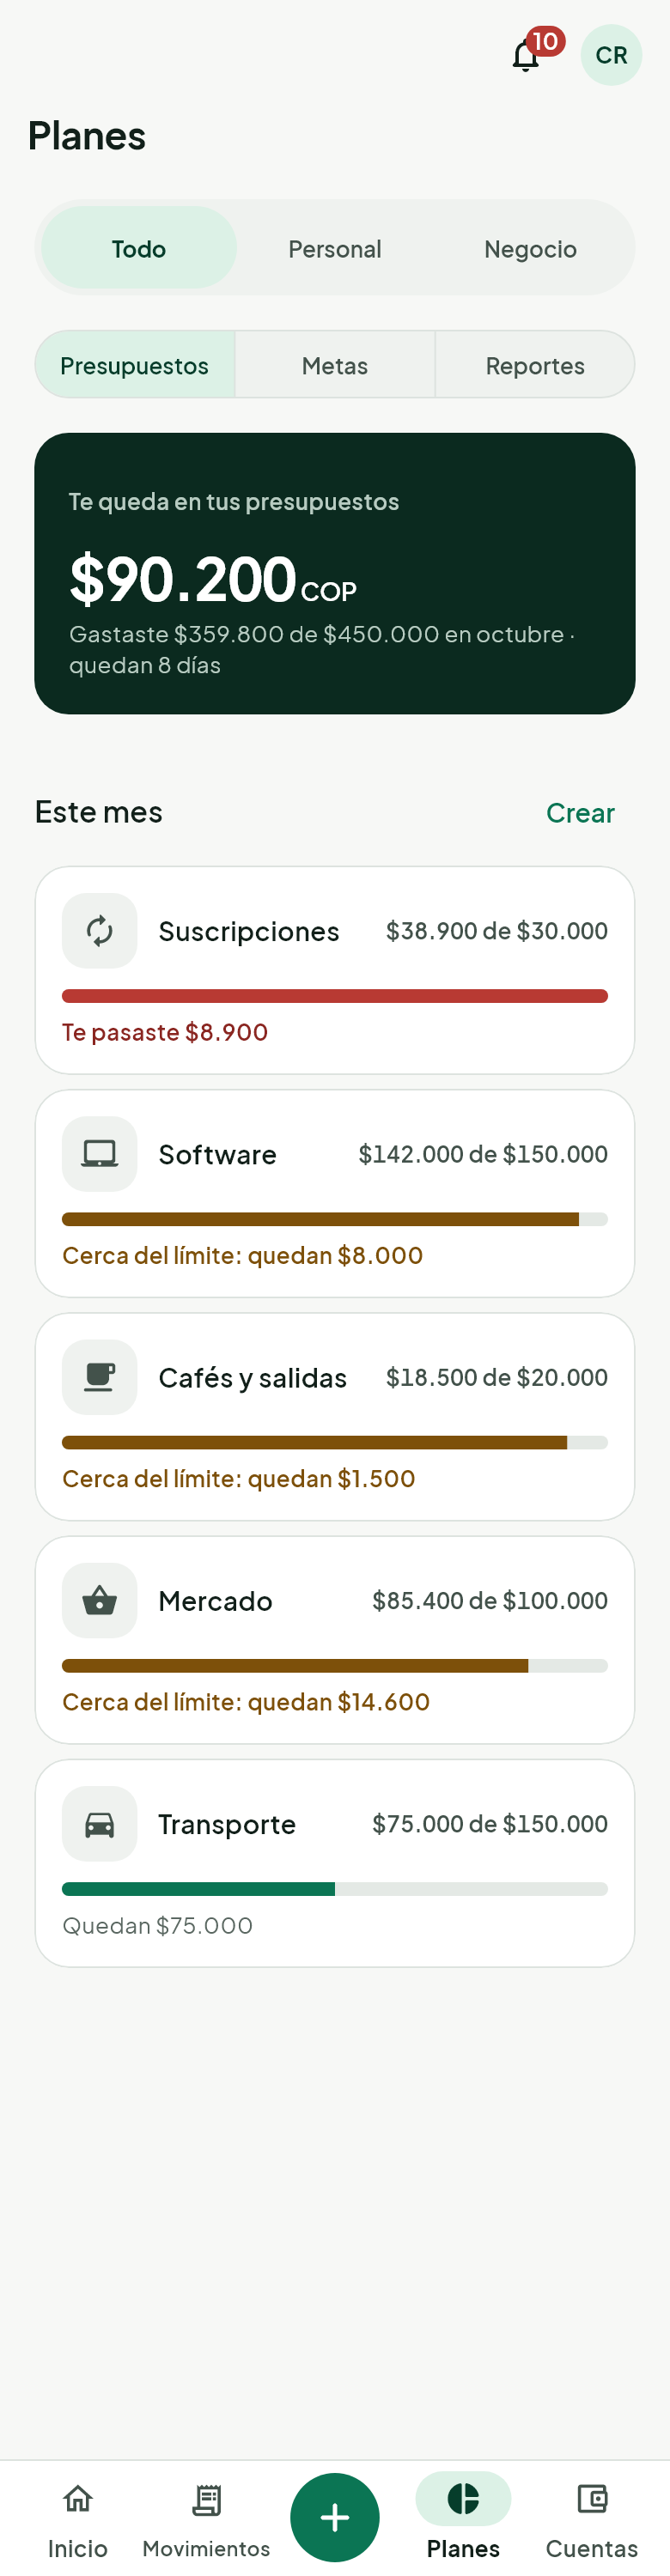 10
CR
Planes
Todo
Personal
Negocio
Presupuestos
Metas
Reportes
Te queda en tus presupuestos
$90.200 COP
Gastaste $359.800 de $450.000 en octubre ·
quedan 8 días
Este mes
Crear
Suscripciones
$38.900 de $30.000
Te pasaste $8.900
Software
$142.000 de $150.000
Cerca del límite: quedan $8.000
Cafés y salidas
$18.500 de $20.000
Cerca del límite: quedan $1.500
Mercado
$85.400 de $100.000
Cerca del límite: quedan $14.600
Transporte
$75.000 de $150.000
Quedan $75.000
Inicio
Movimientos
Planes
Cuentas